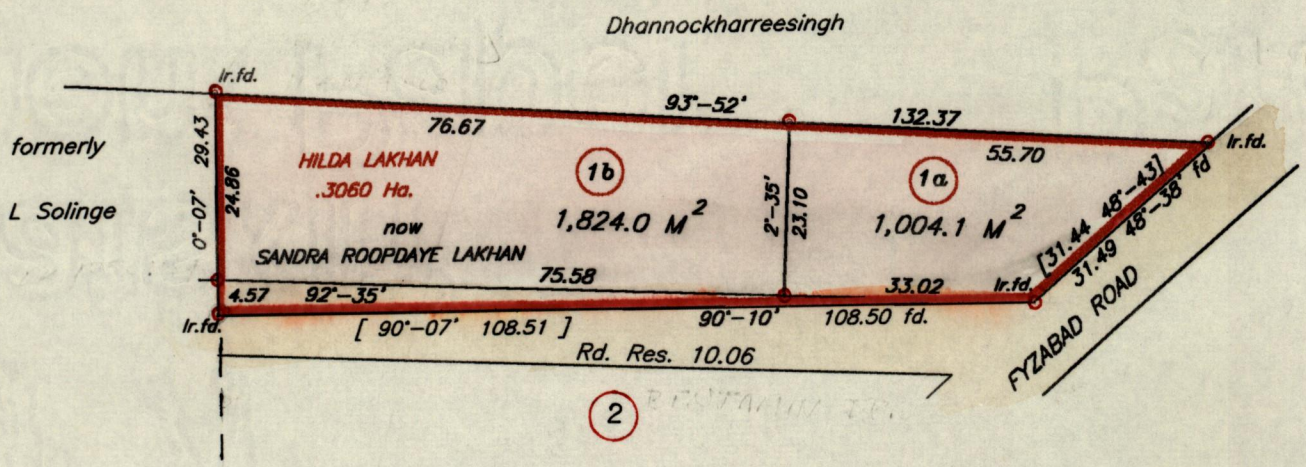 Dhannockharreesingh
Ir.fd.
93°-52'
132.37
76.67
55.70
Ir.fd.
formerly
L Solinge
0°-07' 29.43
24.86
HILDA LAKHAN
.3060 Ha.
now
SANDRA ROOPDAYE LAKHAN
1b
1,824.0 M²
2°-35'
23.10
1a
1,004.1 M²
[31.44 48°-43]
31.49 48°-38' fd
75.58
33.02
Ir.fd.
4.57 92°-35'
Ir.fd.
[ 90°-07' 108.51 ]
90°-10' 108.50 fd.
Rd. Res. 10.06
FYZABAD ROAD
2